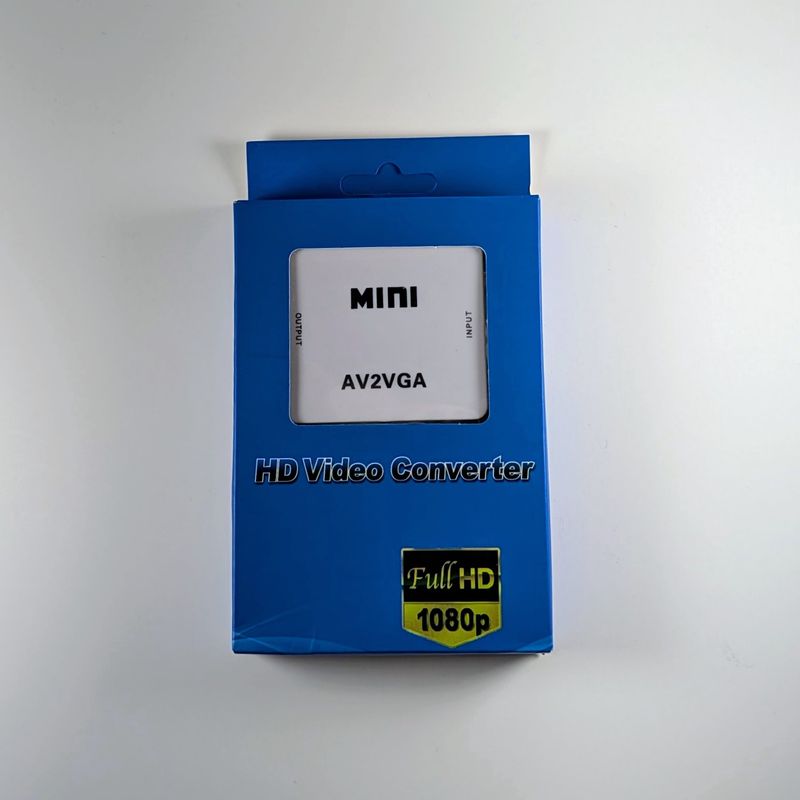 MINI
OUTPUT
INPUT
AV2VGA
HD Video Converter
Full HD
1080p